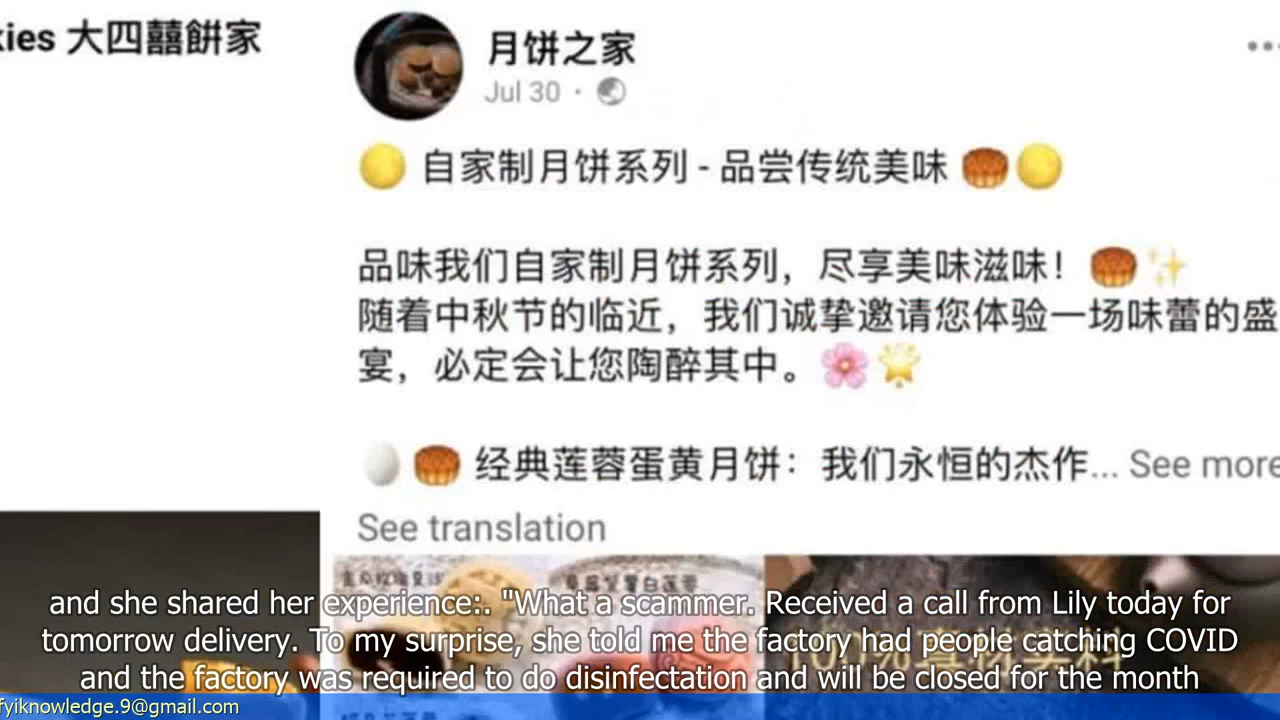 kies 大四囍餅家
月饼之家
Jul 30 ·
自家制月饼系列 - 品尝传统美味
品味我们自家制月饼系列，尽享美味滋味！
随着中秋节的临近，我们诚挚邀请您体验一场味蕾的盛
宴，必定会让您陶醉其中。
经典莲蓉蛋黄月饼：我们永恒的杰作... See more
See translation
and she shared her experience:. "What a scammer. Received a call from Lily today for
tomorrow delivery. To my surprise, she told me the factory had people catching COVID
and the factory was required to do disinfectation and will be closed for the month
fyiknowledge.9@gmail.com